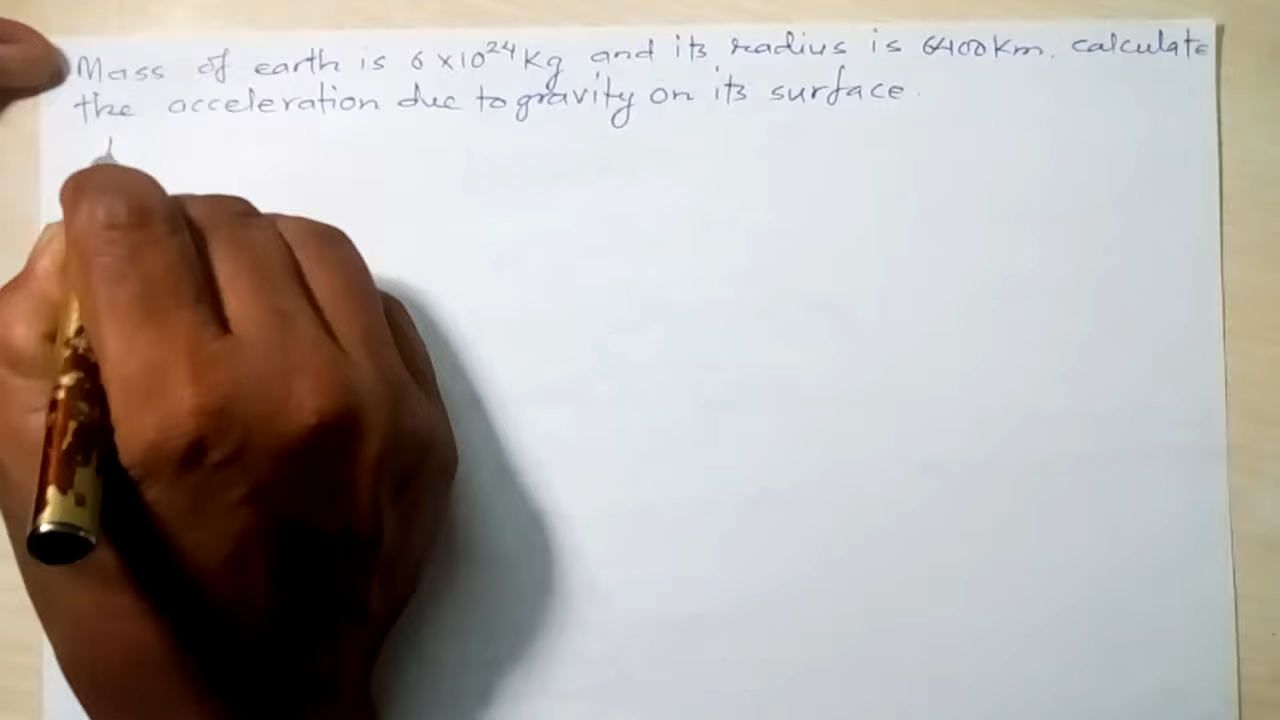 Mass of earth is 6 × 10²⁴ Kg and its radius is 6400 Km. calculate
the acceleration due to gravity on its surface.